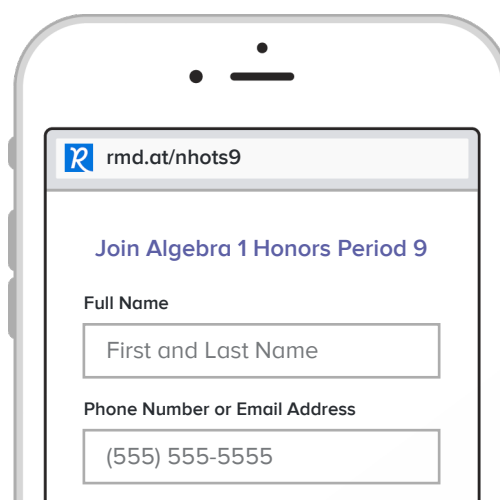 R rmd.at/nhots9
Join Algebra 1 Honors Period 9
Full Name
First and Last Name
Phone Number or Email Address
(555) 555-5555